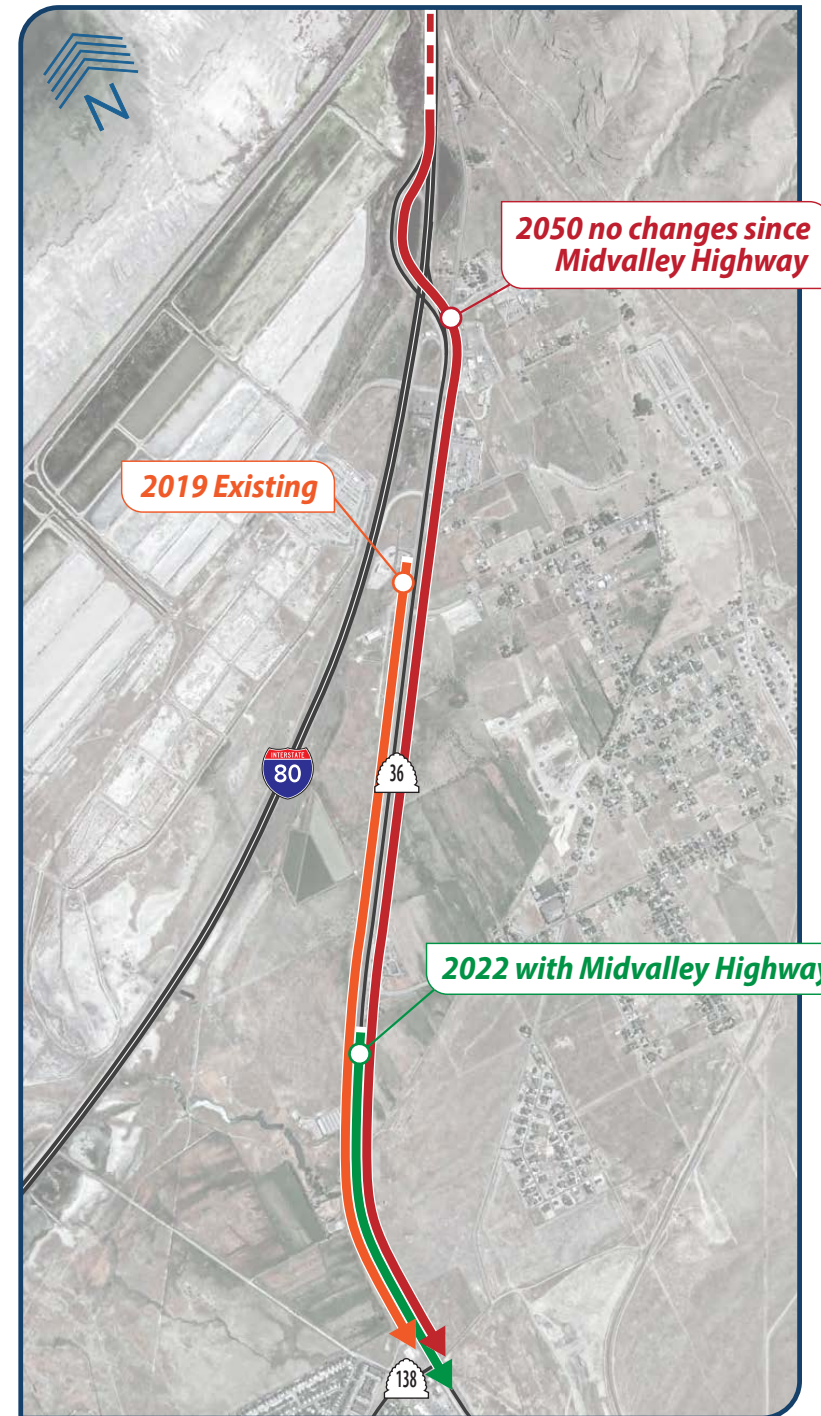 N
2050 no changes since
Midvalley Highway
2019 Existing
INTERSTATE
80
36
2022 with Midvalley Highway
138